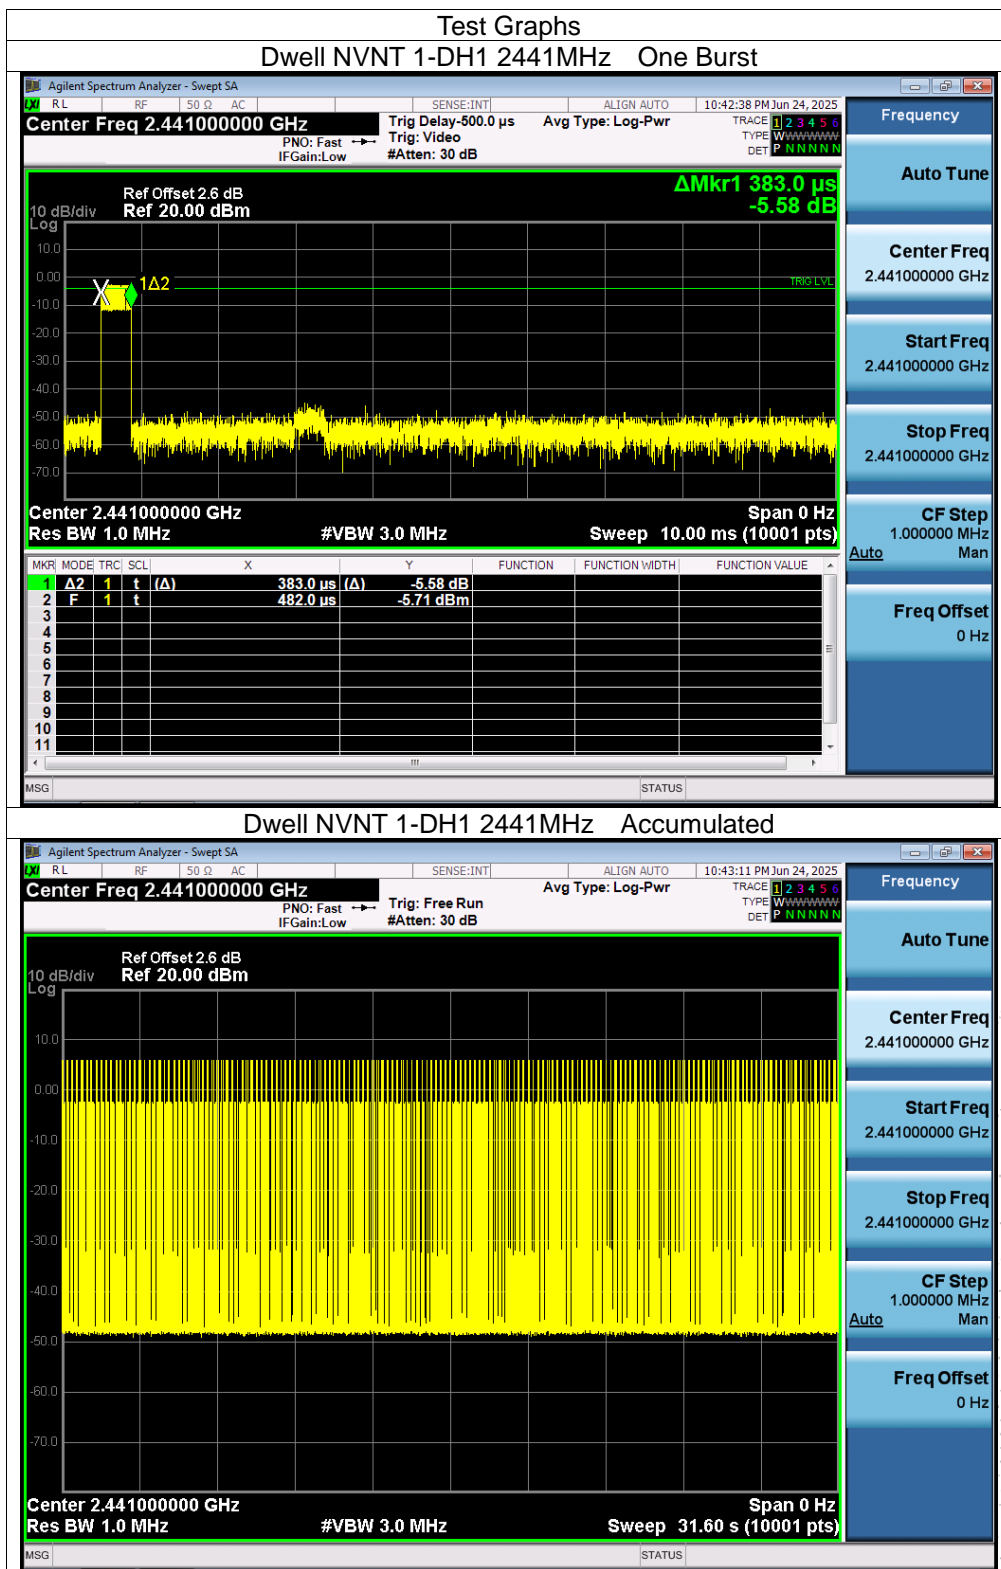 Test Graphs
Dwell NVNT 1-DH1 2441MHz One Burst
Agilent Spectrum Analyzer - Swept SA
LXI RL RF 50 Ω AC SENSE:INT ALIGN AUTO 10:42:38 PM Jun 24, 2025
Center Freq 2.441000000 GHz
Trig Delay-500.0 µs Avg Type: Log-Pwr TRACE 1 2 3 4 5 6
PNO: Fast Trig: Video TYPE WWWWWWW
IFGain:Low #Atten: 30 dB DET P N N N N N
Frequency
Auto Tune
Center Freq
2.441000000 GHz
Start Freq
2.441000000 GHz
Stop Freq
2.441000000 GHz
CF Step
1.000000 MHz
Auto Man
Freq Offset
0 Hz
ΔMkr1 383.0 µs
-5.58 dB
Ref Offset 2.6 dB
10 dB/div Ref 20.00 dBm
Log
10.0
0.00
-10.0
-20.0
-30.0
-40.0
-50.0
-60.0
-70.0
X 1Δ2
TRIG LVL
Center 2.441000000 GHz Span 0 Hz
Res BW 1.0 MHz #VBW 3.0 MHz Sweep 10.00 ms (10001 pts)
MKR MODE TRC SCL X Y FUNCTION FUNCTION WIDTH FUNCTION VALUE
1 Δ2 1 t (Δ) 383.0 µs (Δ) -5.58 dB
2 F 1 t 482.0 µs -5.71 dBm
3
4
5
6
7
8
9
10
11
MSG STATUS
Dwell NVNT 1-DH1 2441MHz Accumulated
Agilent Spectrum Analyzer - Swept SA
LXI RL RF 50 Ω AC SENSE:INT ALIGN AUTO 10:43:11 PM Jun 24, 2025
Center Freq 2.441000000 GHz
Avg Type: Log-Pwr TRACE 1 2 3 4 5 6
PNO: Fast Trig: Free Run TYPE WWWWWWW
IFGain:Low #Atten: 30 dB DET P N N N N N
Frequency
Auto Tune
Center Freq
2.441000000 GHz
Start Freq
2.441000000 GHz
Stop Freq
2.441000000 GHz
CF Step
1.000000 MHz
Auto Man
Freq Offset
0 Hz
Ref Offset 2.6 dB
10 dB/div Ref 20.00 dBm
Log
10.0
0.00
-10.0
-20.0
-30.0
-40.0
-50.0
-60.0
-70.0
Center 2.441000000 GHz Span 0 Hz
Res BW 1.0 MHz #VBW 3.0 MHz Sweep 31.60 s (10001 pts)
MSG STATUS